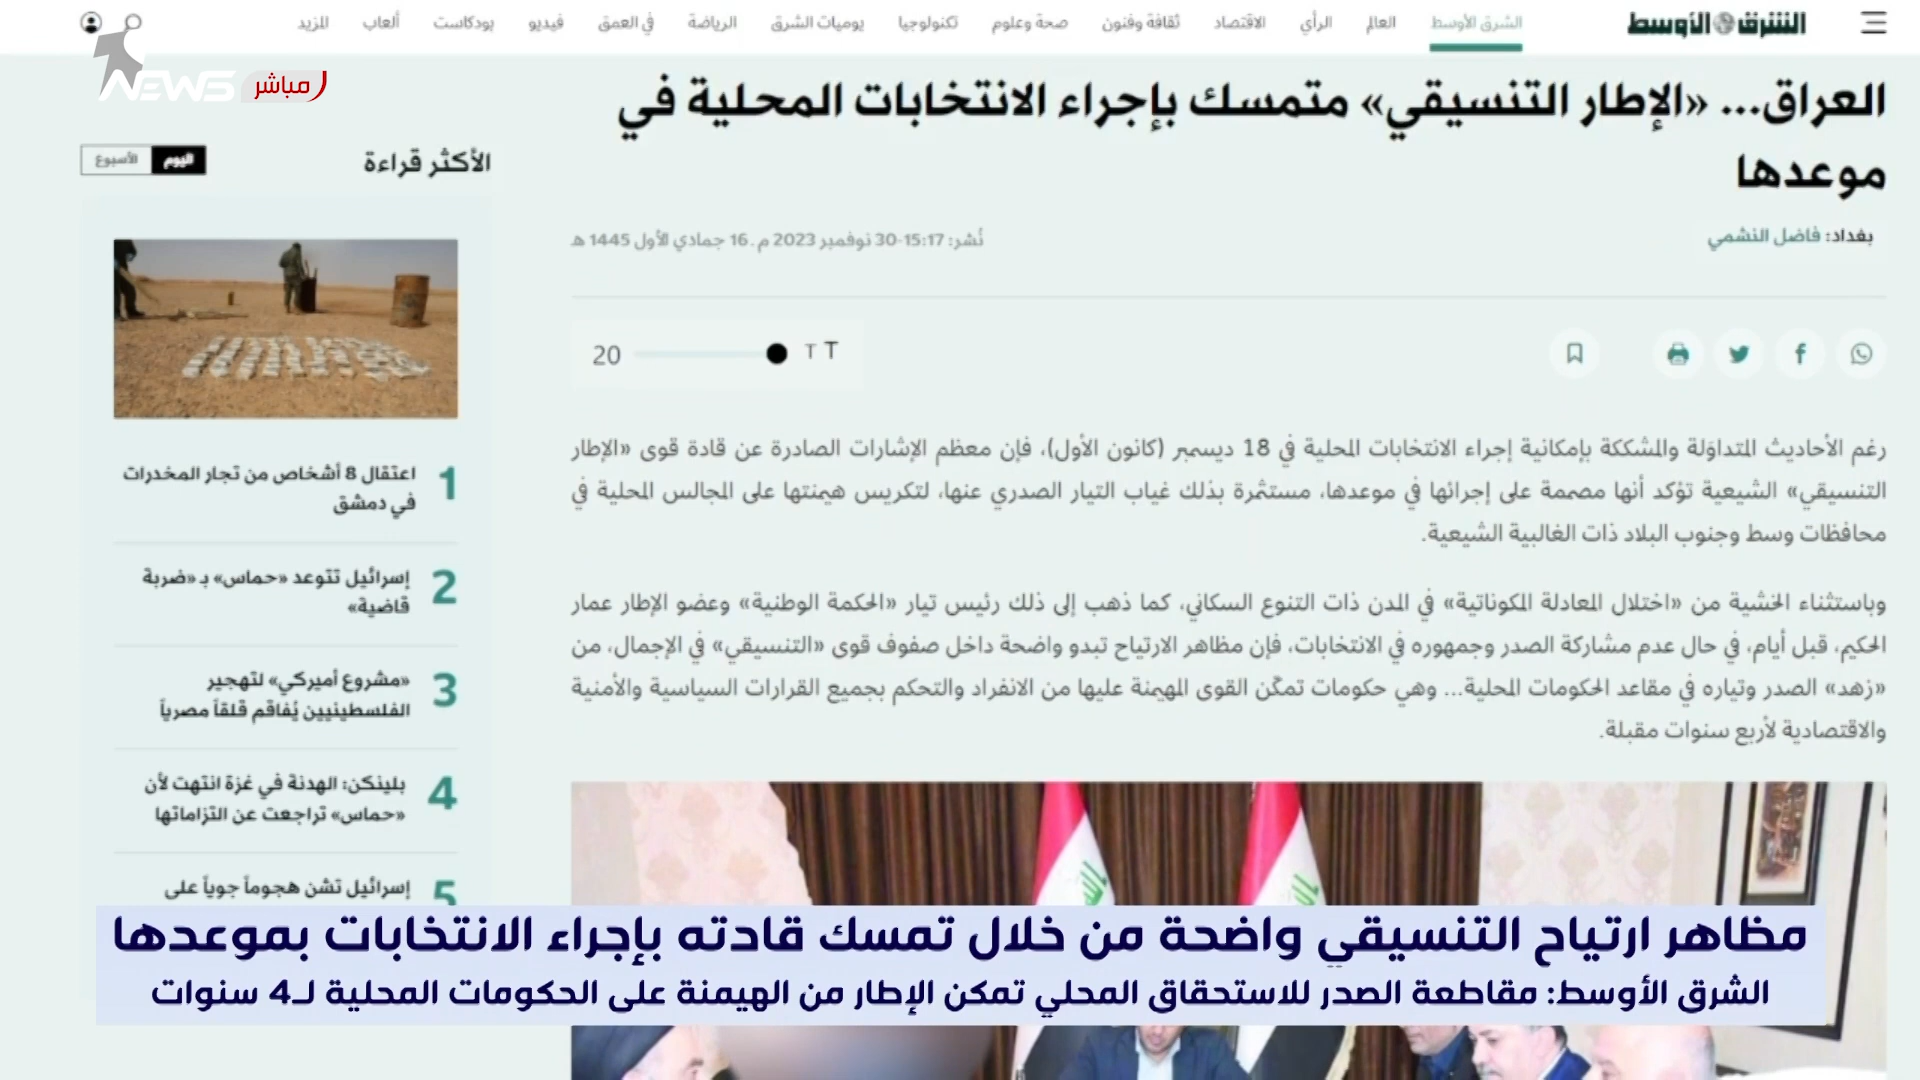 الشرق الأوسط
الشرق الأوسط العالم الرأي الاقتصاد ثقافة وفنون صحة وعلوم تكنولوجيا يوميات الشرق الرياضة في العمق فيديو بودكاست ألعاب المزيد
NEWS مباشر
العراق... «الإطار التنسيقي» متمسك بإجراء الانتخابات المحلية في
موعدها
بغداد: فاضل النشمي
نُشر: 15:17-30 نوفمبر 2023 م ـ 16 جمادي الأول 1445 هـ
T T 20
رغم الأحاديث المتداوَلة والمشككة بإمكانية إجراء الانتخابات المحلية في 18 ديسمبر (كانون الأول)، فإن معظم الإشارات الصادرة عن قادة قوى «الإطار
التنسيقي» الشيعية تؤكد أنها مصممة على إجرائها في موعدها، مستثمرة بذلك غياب التيار الصدري عنها، لتكريس هيمنتها على المجالس المحلية في
محافظات وسط وجنوب البلاد ذات الغالبية الشيعية.
وباستثناء الخشية من «اختلال المعادلة المكوناتية» في المدن ذات التنوع السكاني، كما ذهب إلى ذلك رئيس تيار «الحكمة الوطنية» وعضو الإطار عمار
الحكيم، قبل أيام، في حال عدم مشاركة الصدر وجمهوره في الانتخابات، فإن مظاهر الارتياح تبدو واضحة داخل صفوف قوى «التنسيقي» في الإجمال، من
«زهد» الصدر وتياره في مقاعد الحكومات المحلية... وهي حكومات تمكّن القوى المهيمنة عليها من الانفراد والتحكم بجميع القرارات السياسية والأمنية
والاقتصادية لأربع سنوات مقبلة.
الأكثر قراءة
اليوم الأسبوع
1 اعتقال 8 أشخاص من تجار المخدرات
في دمشق
2 إسرائيل تتوعد «حماس» بـ «ضربة
قاضية»
3 «مشروع أميركي» لتهجير
الفلسطينيين يُفاقم قلقاً مصرياً
4 بلينكن: الهدنة في غزة انتهت لأن
«حماس» تراجعت عن التزاماتها
5 إسرائيل تشن هجوماً جوياً على
مظاهر ارتياح التنسيقي واضحة من خلال تمسك قادته بإجراء الانتخابات بموعدها
الشرق الأوسط: مقاطعة الصدر للاستحقاق المحلي تمكن الإطار من الهيمنة على الحكومات المحلية لـ4 سنوات